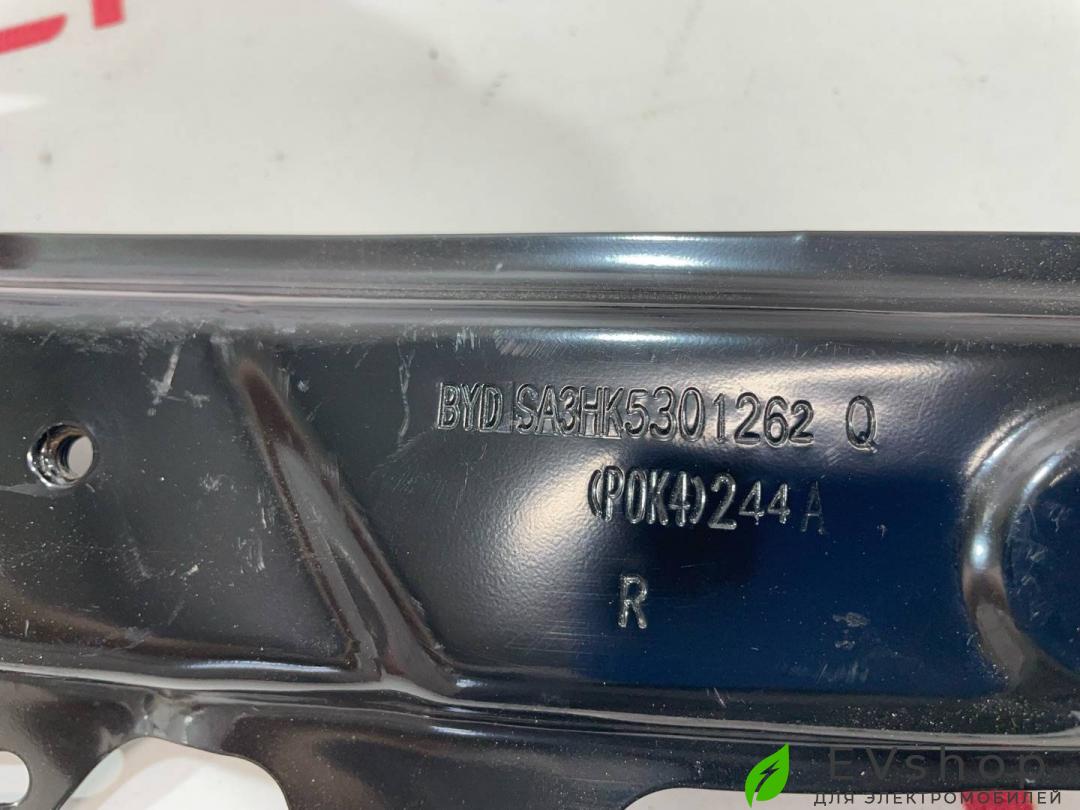 BYD SA3HK5301262 Q
(P0K4)244 A
R
EVshop
ДЛЯ ЭЛЕКТРОМОБИЛЕЙ